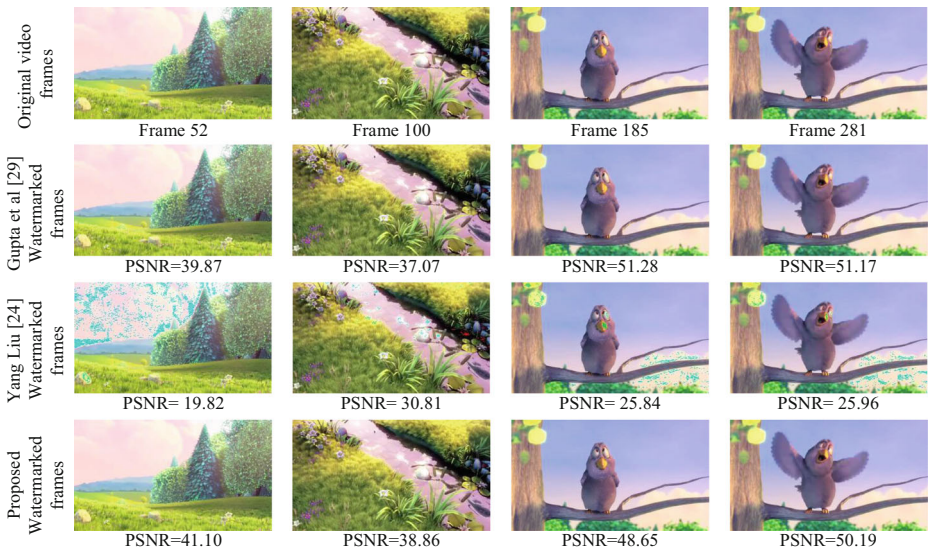 Original video
frames
Frame 52
Frame 100
Frame 185
Frame 281
Gupta et al [29]
Watermarked
frames
PSNR=39.87
PSNR=37.07
PSNR=51.28
PSNR=51.17
Yang Liu [24]
Watermarked
frames
PSNR= 19.82
PSNR= 30.81
PSNR= 25.84
PSNR= 25.96
Proposed
Watermarked
frames
PSNR=41.10
PSNR=38.86
PSNR=48.65
PSNR=50.19